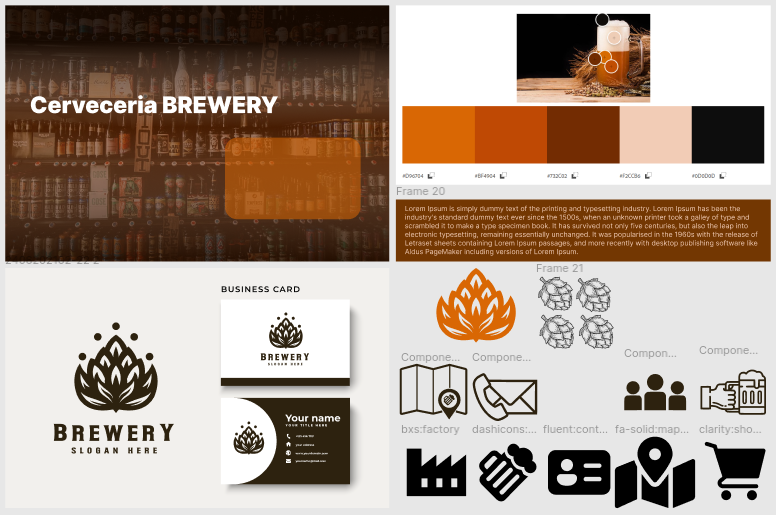 Cerveceria BREWERY
#D96704
#BF4904
#732C02
#F2CCB6
#0D0D0D
Frame 20
Lorem Ipsum is simply dummy text of the printing and typesetting industry. Lorem Ipsum has been the
industry's standard dummy text ever since the 1500s, when an unknown printer took a galley of type and
scrambled it to make a type specimen book. It has survived not only five centuries, but also the leap into
electronic typesetting, remaining essentially unchanged. It was popularised in the 1960s with the release of
Letraset sheets containing Lorem Ipsum passages, and more recently with desktop publishing software like
Aldus PageMaker including versions of Lorem Ipsum.
BUSINESS CARD
BREWERY
SLOGAN HERE
BREWERY
SLOGAN HERE
Your name
YOUR TITLE HERE
your address
Frame 21
Compone...
Compone...
Compon...
Compone...
bxs:factory
dashicons:...
fluent:cont...
fa-solid:map...
clarity:sho...